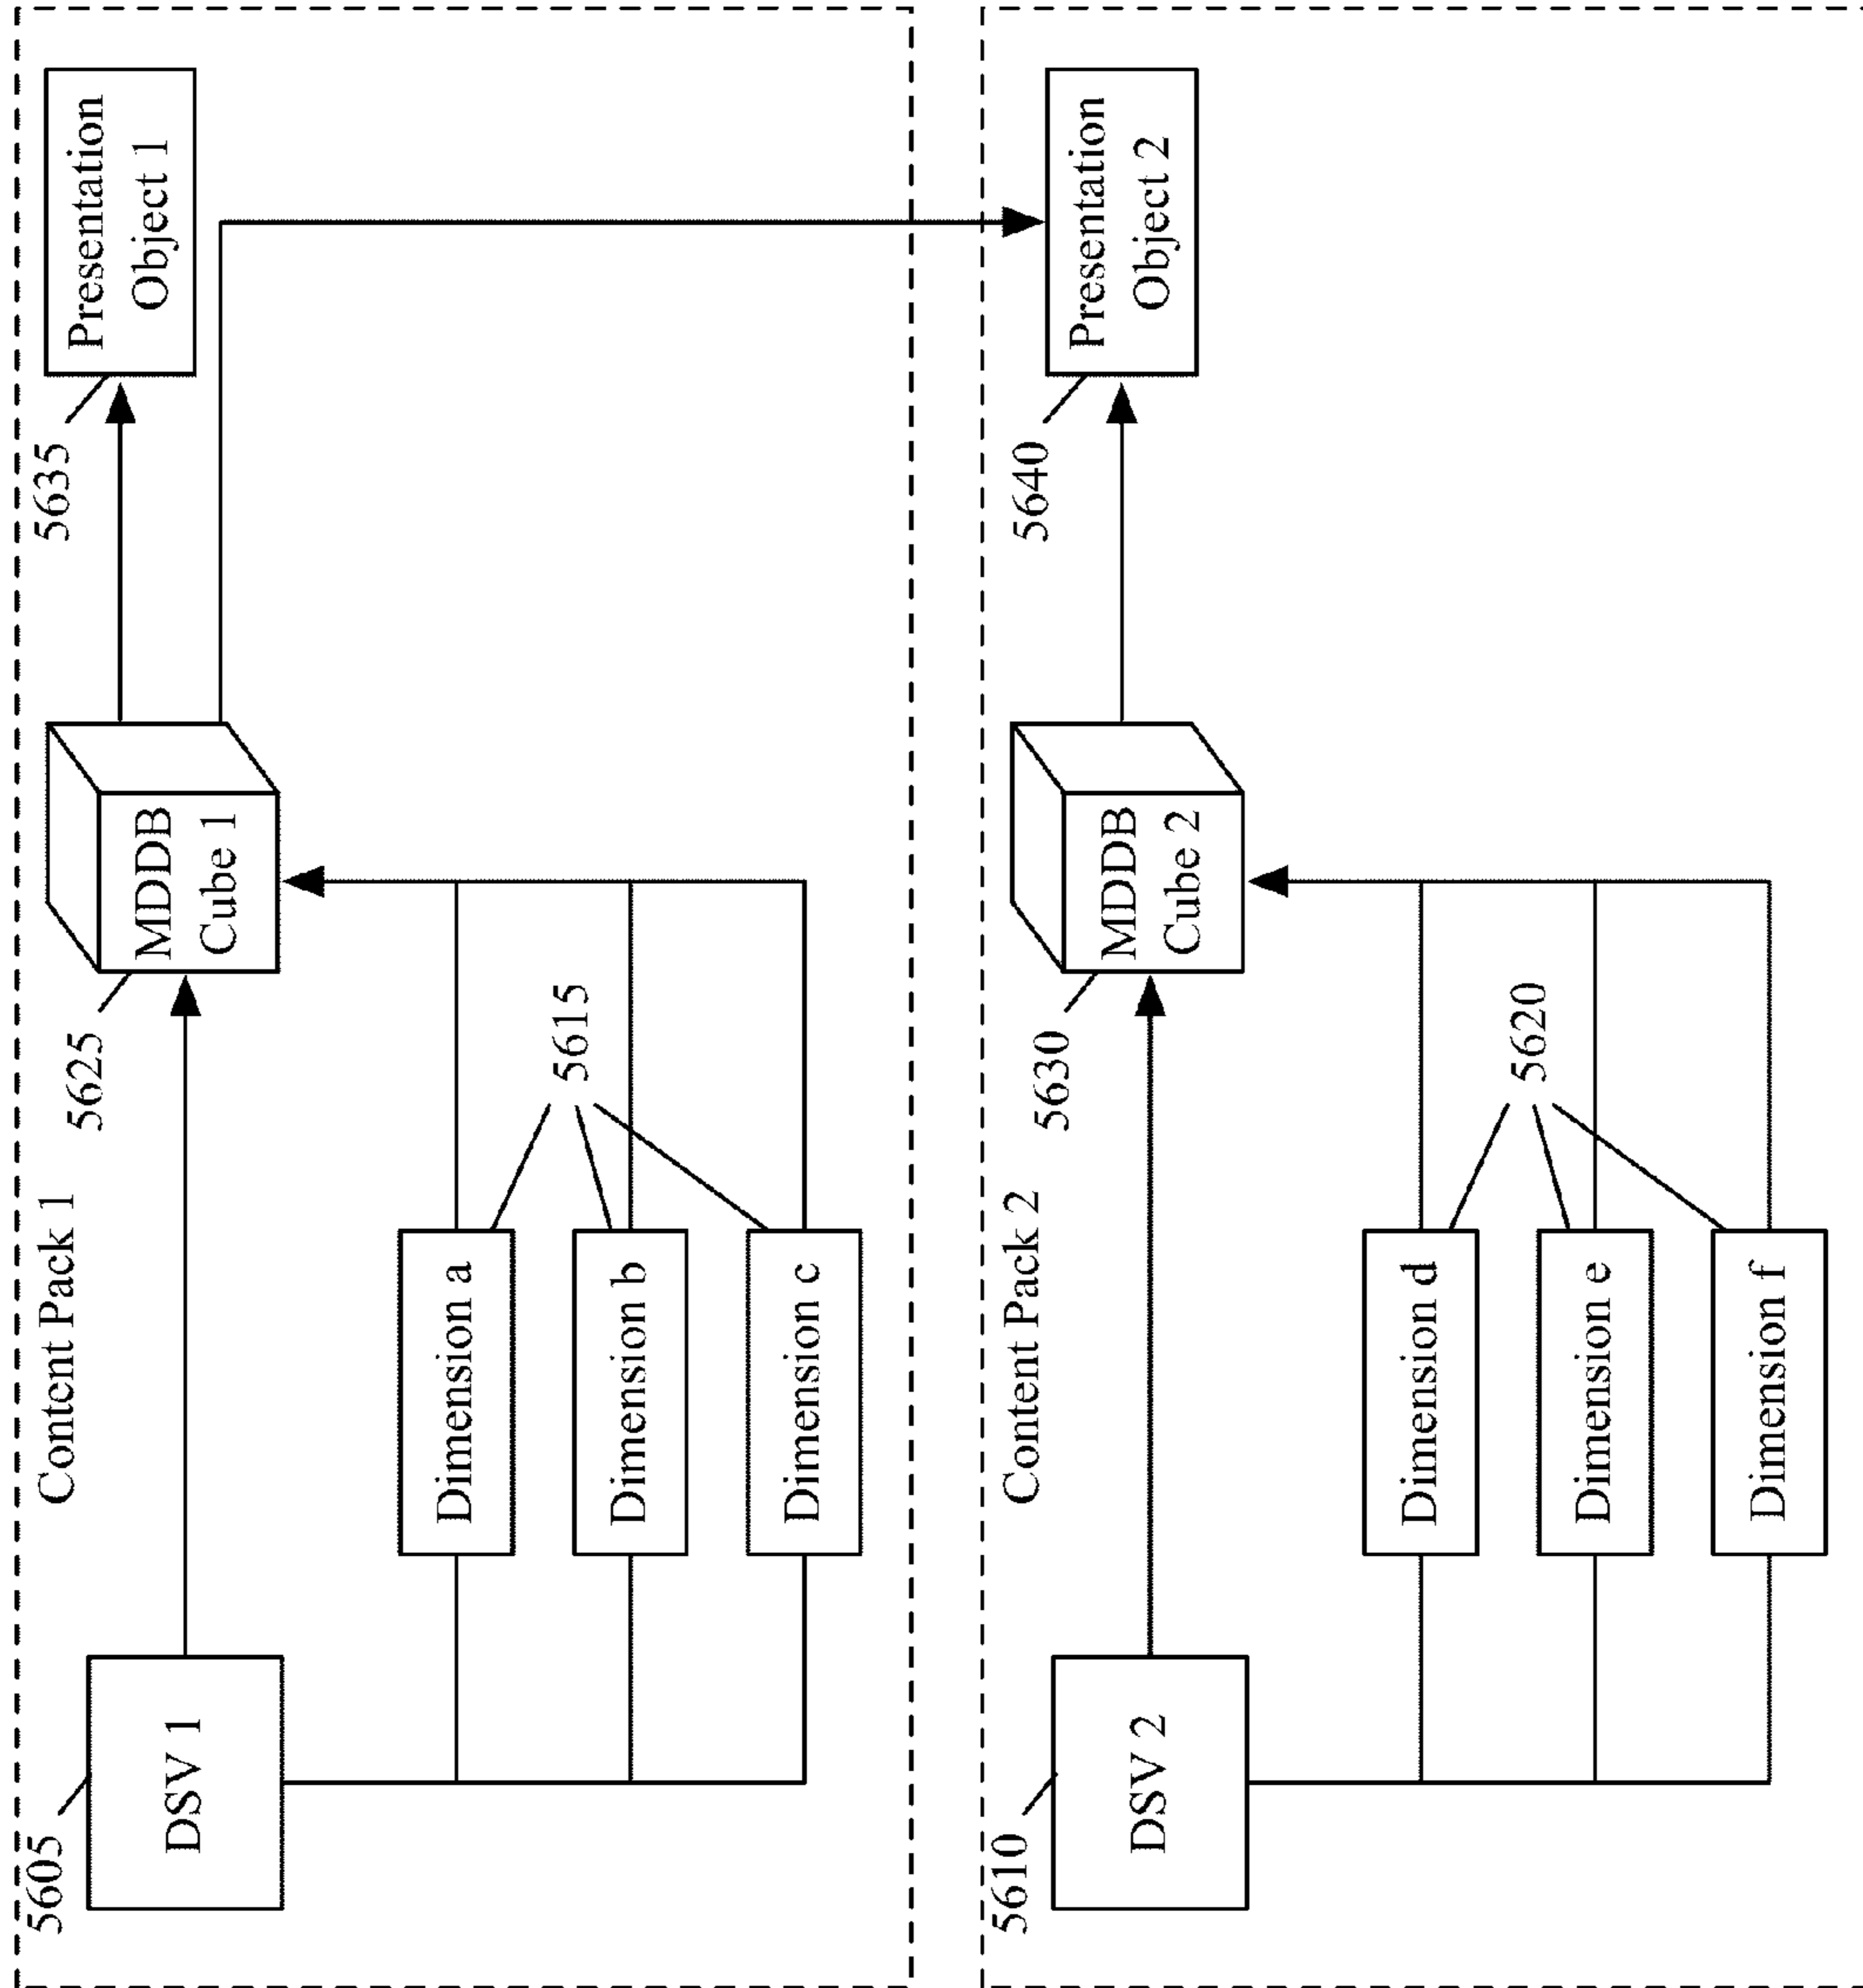 Content Pack 1
5605
DSV 1
5625
MDDB
Cube 1
5635
Presentation
Object 1
Dimension a
Dimension b
Dimension c
5615
Content Pack 2
5610
DSV 2
5630
MDDB
Cube 2
5640
Presentation
Object 2
Dimension d
Dimension e
Dimension f
5620